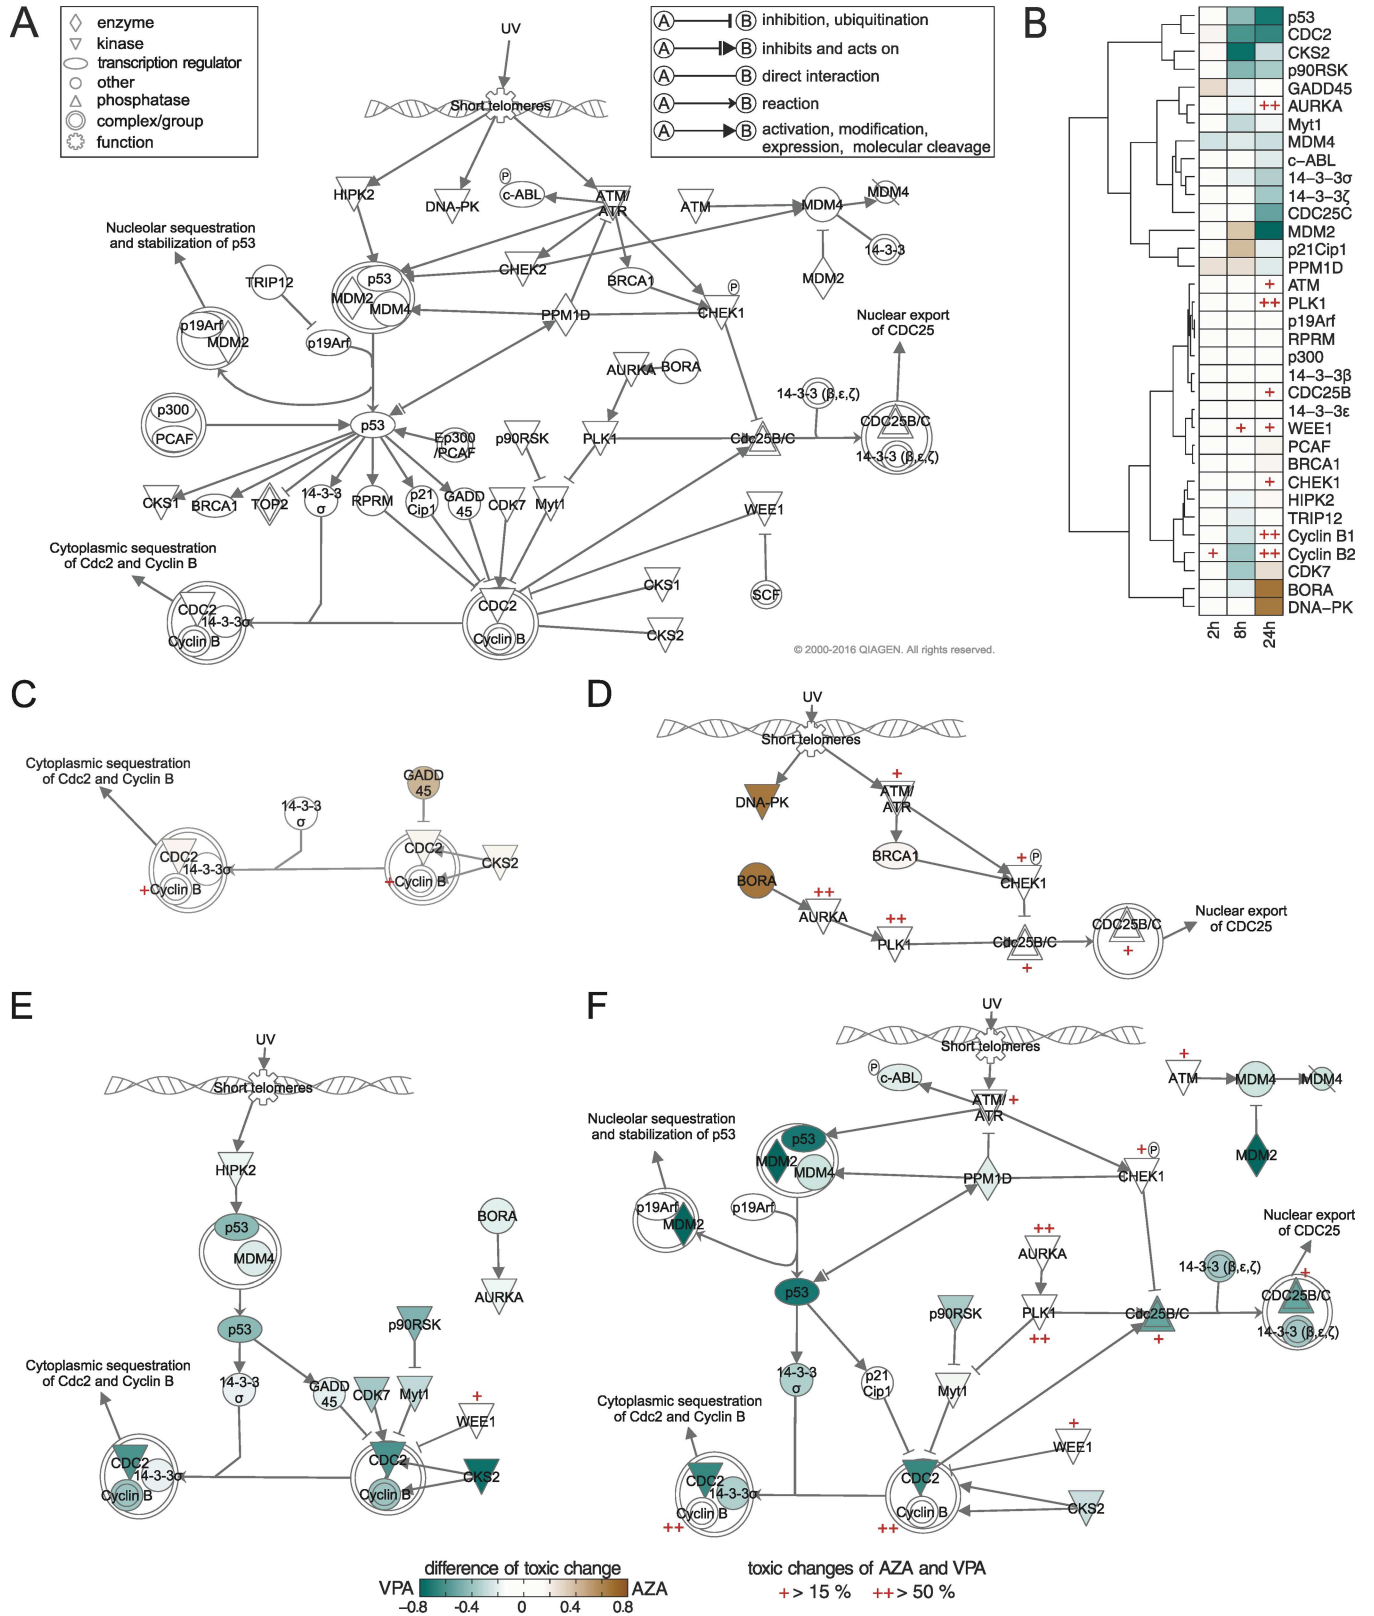 A
enzyme
kinase
transcription regulator
other
phosphatase
complex/group
function
UV
Short telomeres
A B inhibition, ubiquitination
A B inhibits and acts on
A B direct interaction
A B reaction
A B activation, modification,
expression, molecular cleavage
HIPK2
DNA-PK
P
c-ABL
ATM/
ATR
ATM
MDM4
MDM4
14-3-3
MDM2
Nucleolar sequestration
and stabilization of p53
TRIP12
p53
MDM2
MDM4
CHEK2
BRCA1
P
CHEK1
PPM1D
p19Arf
MDM2
p19Arf
Nuclear export
of CDC25
AURKA
BORA
14-3-3 (β,ε,ζ)
CDC25B/C
14-3-3 (β,ε,ζ)
p300
PCAF
p53
Ep300
/PCAF
p90RSK
PLK1
Cdc25B/C
CKS1
BRCA1
TOP2
14-3-3
σ
RPRM
p21
Cip1
GADD
45
CDK7
Myt1
WEE1
Cytoplasmic sequestration
of Cdc2 and Cyclin B
CDC2
14-3-3σ
Cyclin B
CDC2
Cyclin B
CKS1
CKS2
SCF
© 2000-2016 QIAGEN. All rights reserved.
B
p53
CDC2
CKS2
p90RSK
GADD45
++ AURKA
Myt1
MDM4
c-ABL
14-3-3σ
14-3-3ζ
CDC25C
MDM2
p21Cip1
PPM1D
+ ATM
++ PLK1
p19Arf
RPRM
p300
14-3-3β
+ CDC25B
14-3-3ε
+ + WEE1
PCAF
BRCA1
+ CHEK1
HIPK2
TRIP12
++ Cyclin B1
+ ++ Cyclin B2
CDK7
BORA
DNA-PK
2h 8h 24h
C
Cytoplasmic sequestration
of Cdc2 and Cyclin B
14-3-3
σ
GADD
45
CDC2
14-3-3σ
+Cyclin B
CDC2
+Cyclin B
CKS2
D
UV
Short telomeres
DNA-PK
+
ATM/
ATR
BRCA1
+ P
CHEK1
BORA
++
AURKA
++
PLK1
Cdc25B/C
+
CDC25B/C
+
Nuclear export
of CDC25
E
UV
Short telomeres
HIPK2
p53
MDM4
p53
BORA
AURKA
p90RSK
Cytoplasmic sequestration
of Cdc2 and Cyclin B
14-3-3
σ
GADD
45
CDK7
Myt1
+
WEE1
CDC2
14-3-3σ
Cyclin B
CDC2
Cyclin B
CKS2
F
UV
Short telomeres
P
c-ABL
ATM/ +
ATR
+
ATM
MDM4
MDM4
MDM2
Nucleolar sequestration
and stabilization of p53
p53
MDM2
MDM4
PPM1D
+ P
CHEK1
p19Arf
MDM2
p19Arf
++
AURKA
Nuclear export
of CDC25
14-3-3 (β,ε,ζ)
+
CDC25B/C
14-3-3 (β,ε,ζ)
p53
p90RSK
PLK1
++
Cdc25B/C
+
14-3-3
σ
p21
Cip1
Myt1
Cytoplasmic sequestration
of Cdc2 and Cyclin B
+
WEE1
CDC2
14-3-3σ
Cyclin B
++
CDC2
Cyclin B
++
CKS2
difference of toxic change
VPA AZA
−0.8 -0.4 0 0.4 0.8
toxic changes of AZA and VPA
+ > 15 % ++ > 50 %